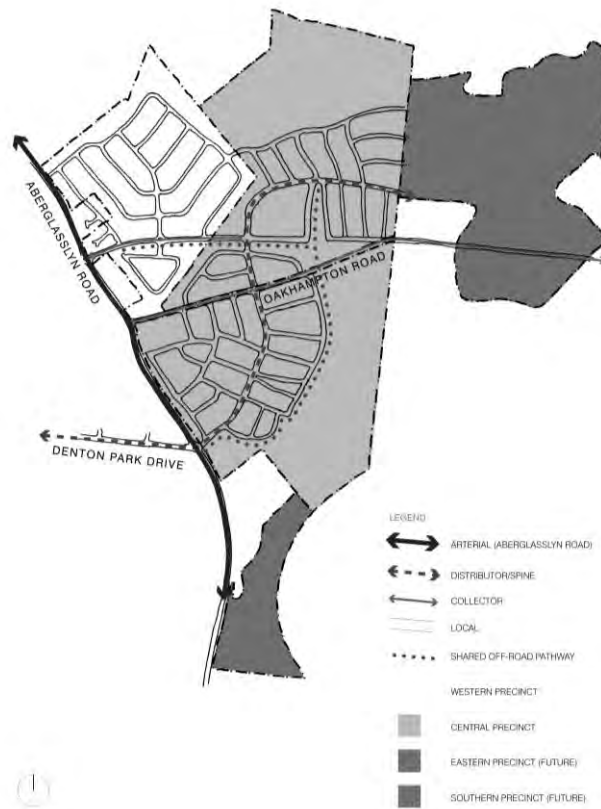 ABERGLASSLYN ROAD
OAKHAMPTON ROAD
DENTON PARK DRIVE
LEGEND
ARTERIAL (ABERGLASSLYN ROAD)
DISTRIBUTOR/SPINE
COLLECTOR
LOCAL
SHARED OFF-ROAD PATHWAY
WESTERN PRECINCT
CENTRAL PRECINCT
EASTERN PRECINCT (FUTURE)
SOUTHERN PRECINCT (FUTURE)